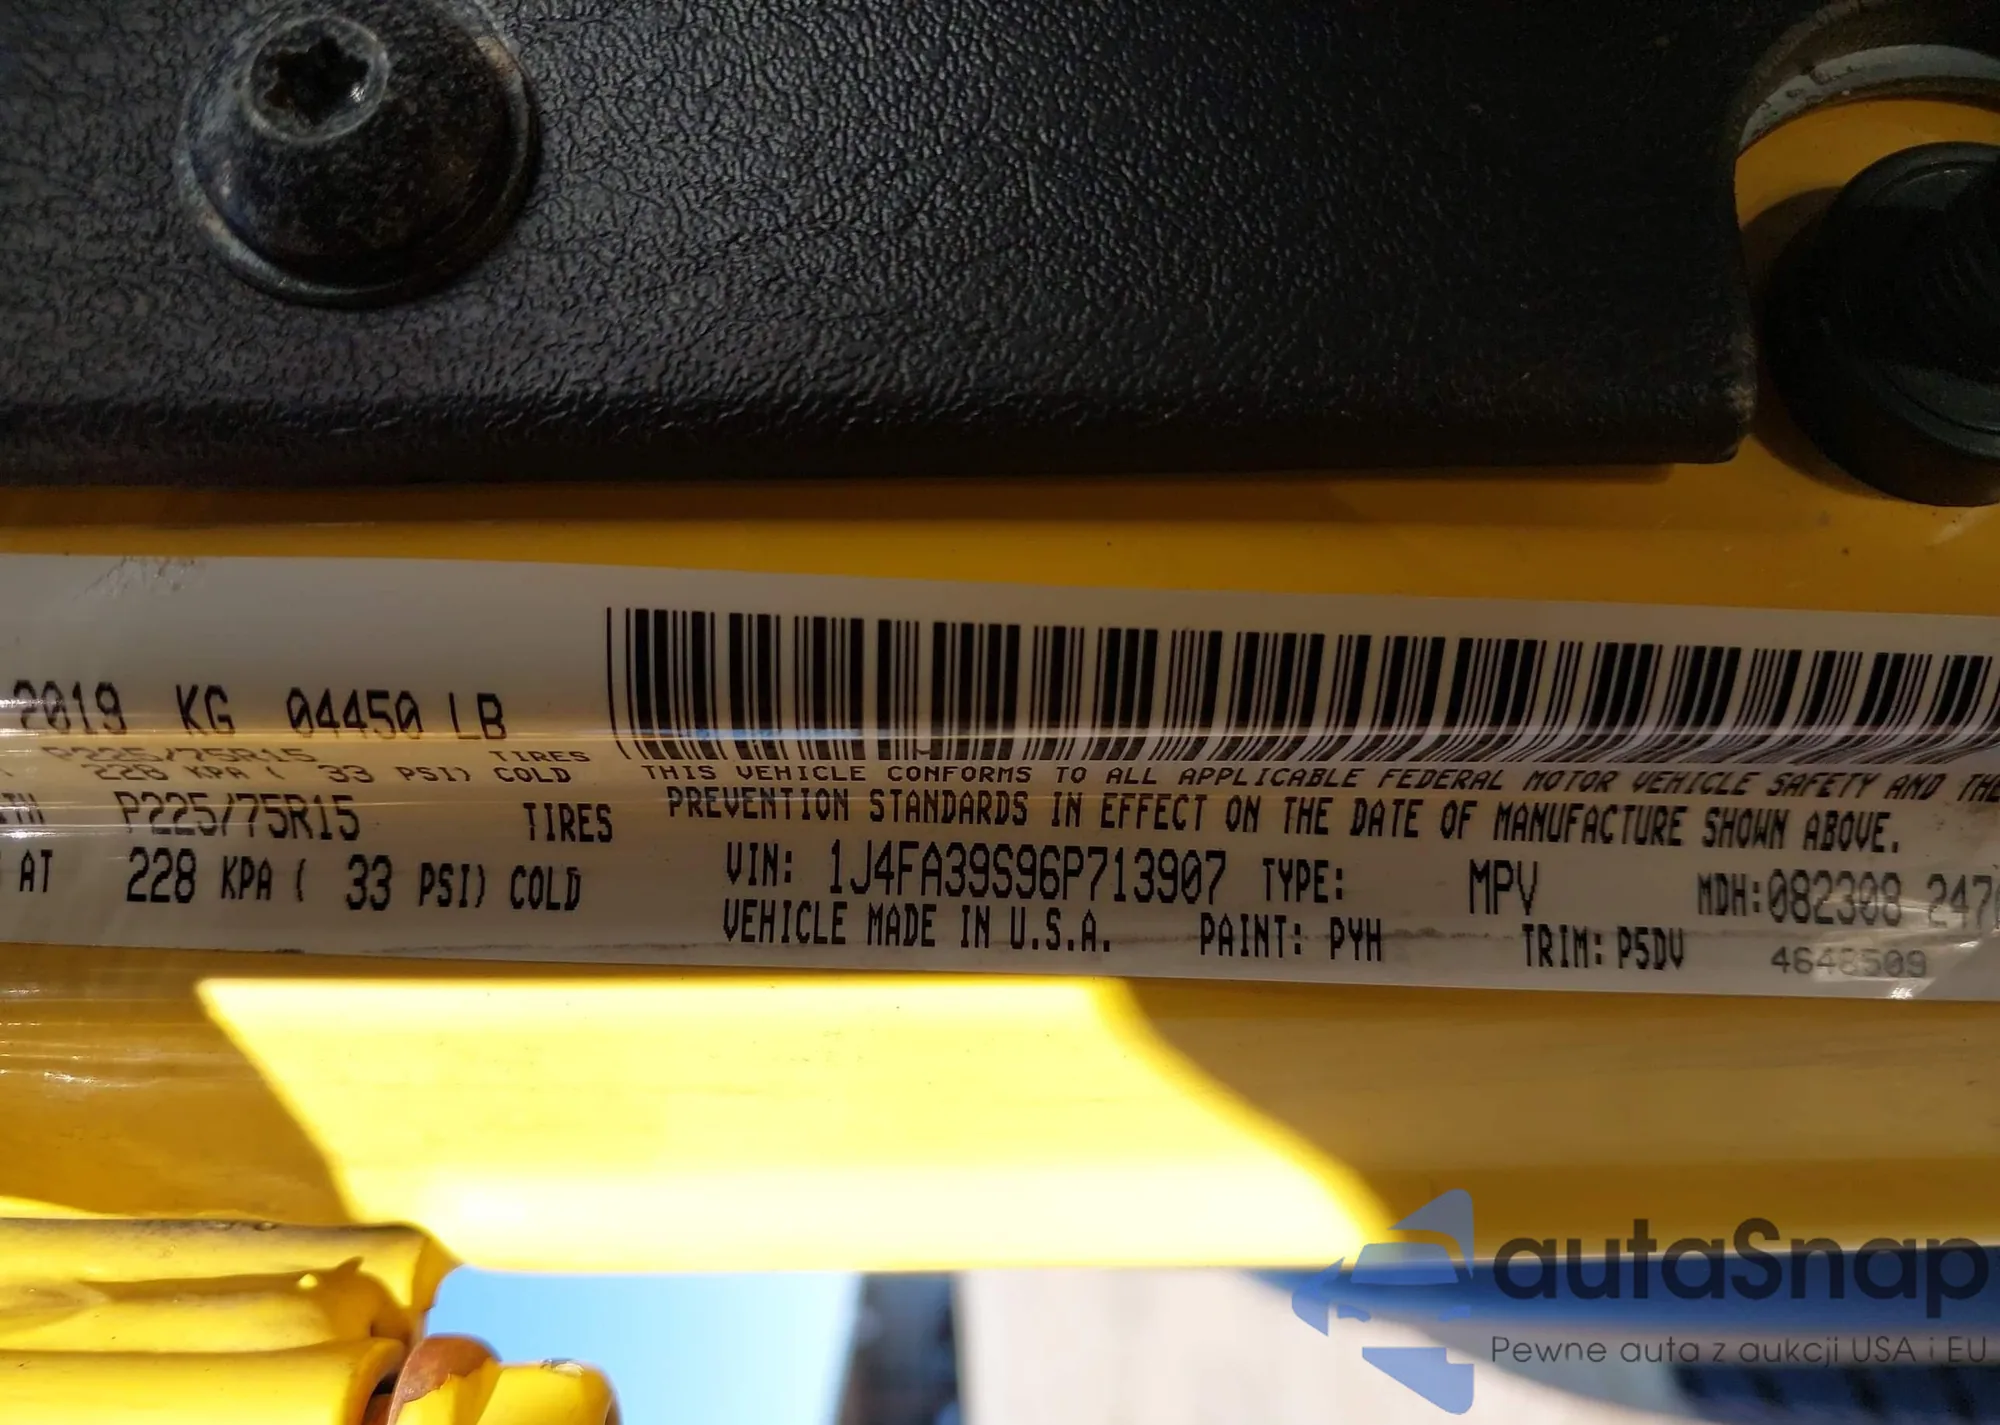 2019 KG 04450 LB
P225/75R15 TIRES
228 KPA ( 33 PSI) COLD
P225/75R15 TIRES
AT 228 KPA ( 33 PSI) COLD
THIS VEHICLE CONFORMS TO ALL APPLICABLE FEDERAL MOTOR VEHICLE SAFETY AND THE
PREVENTION STANDARDS IN EFFECT ON THE DATE OF MANUFACTURE SHOWN ABOVE.
VIN: 1J4FA39S96P713907 TYPE: MPV MDH:082308 247
VEHICLE MADE IN U.S.A. PAINT: PYH TRIM: P5DV 4648509
autaSnap
Pewne auta z aukcji USA i EU